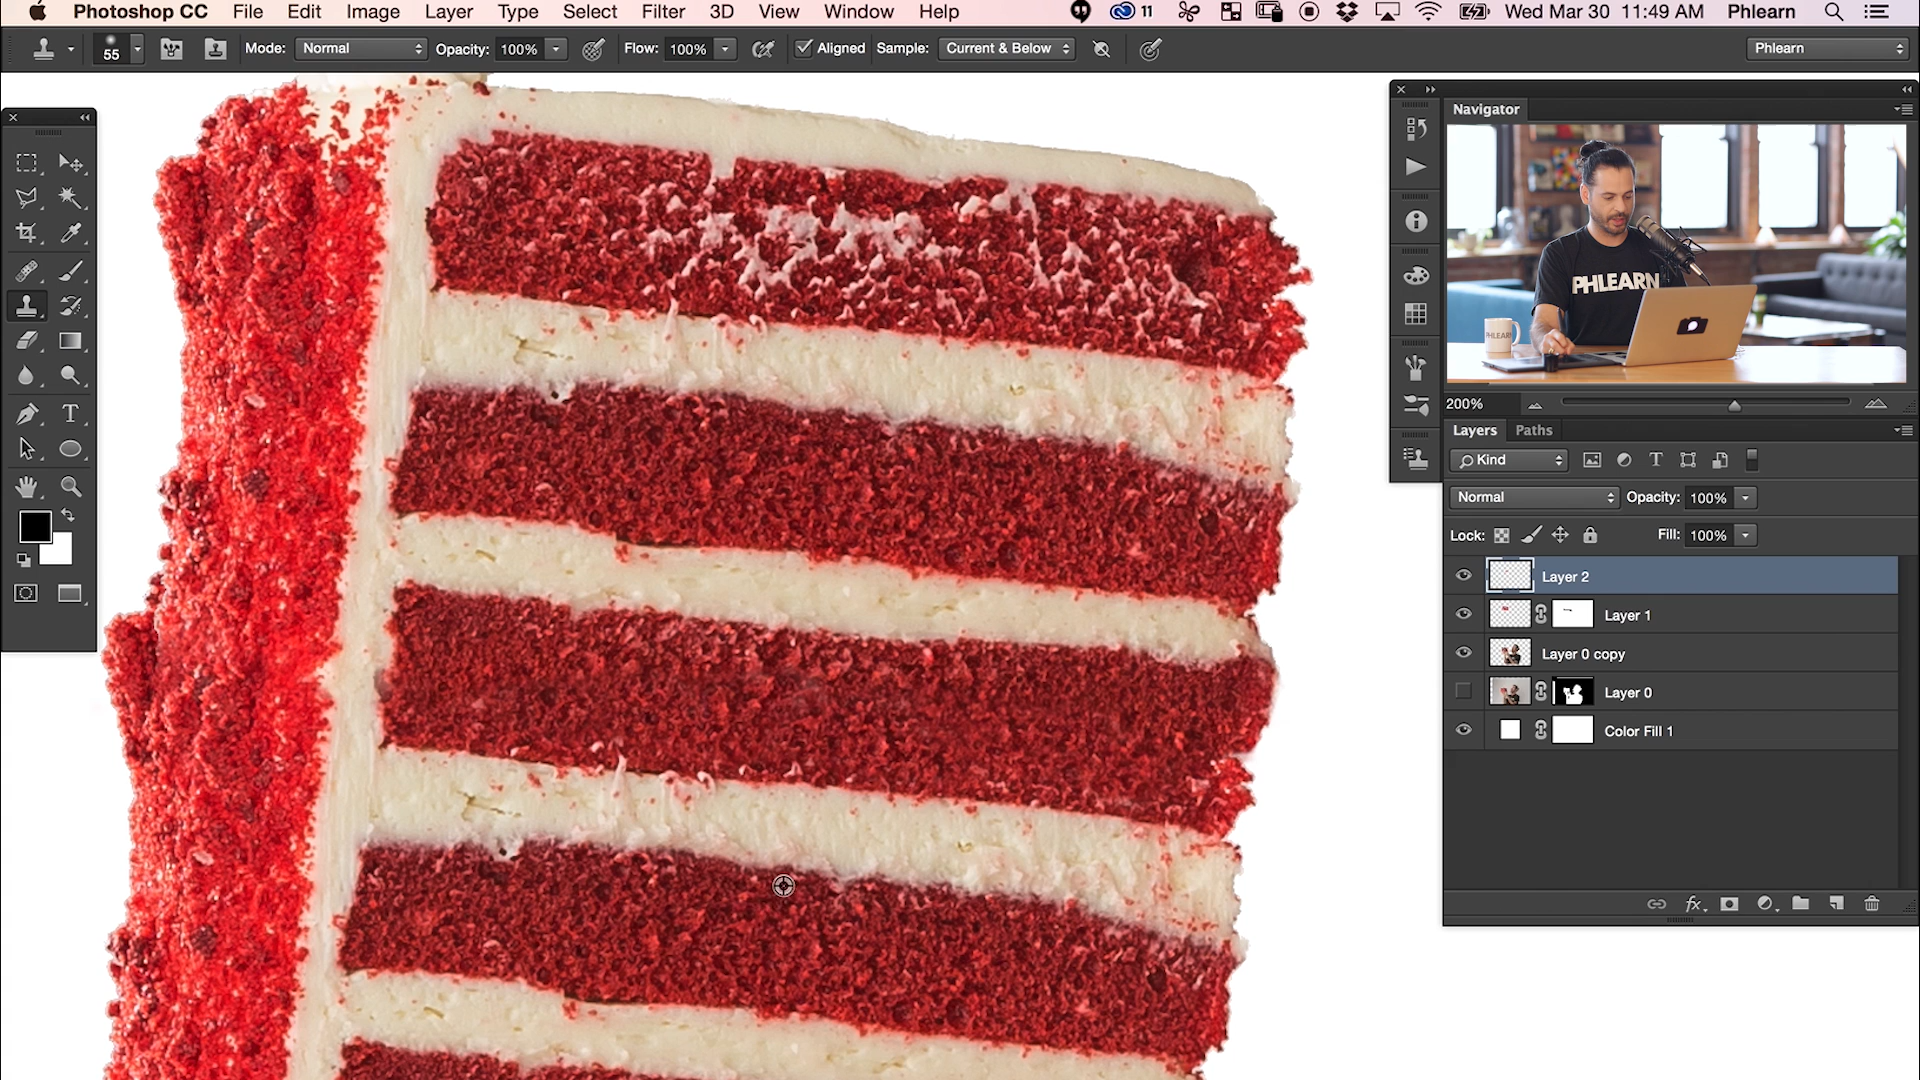 Photoshop CC File Edit Image Layer Type Select Filter 3D View Window Help 11 Wed Mar 30 11:49 AM Phlearn
55 Mode: Normal Opacity: 100% Flow: 100% Aligned Sample: Current & Below Phlearn
Navigator
PHLEARN
PHLEARN
200%
Layers Paths
Kind
Normal Opacity: 100%
Lock: Fill: 100%
Layer 2
Layer 1
Layer 0 copy
Layer 0
Color Fill 1
fx